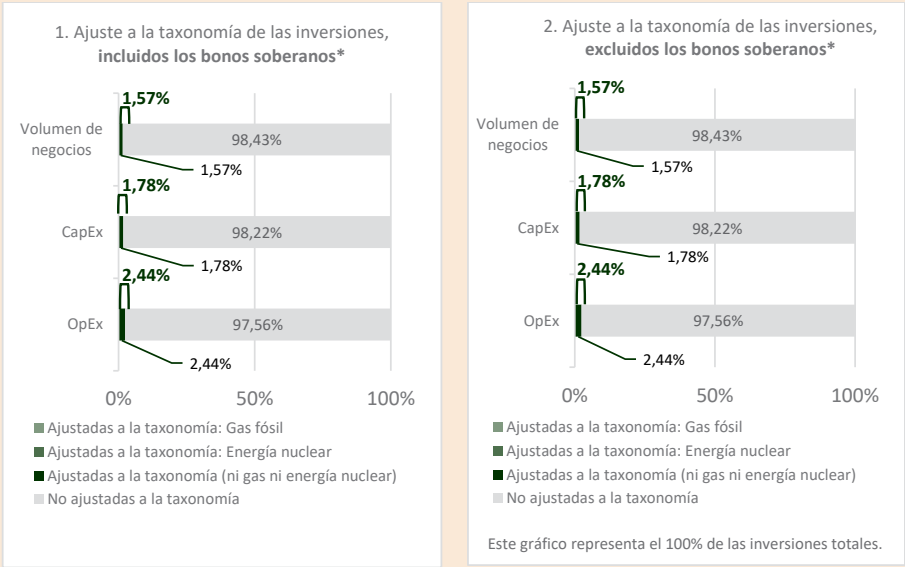 1. Ajuste a la taxonomía de las inversiones,
incluidos los bonos soberanos*
1,57%
Volumen de
negocios
98,43%
1,57%
1,78%
CapEx
98,22%
1,78%
2,44%
OpEx
97,56%
2,44%
0%
50%
100%
Ajustadas a la taxonomía: Gas fósil
Ajustadas a la taxonomía: Energía nuclear
Ajustadas a la taxonomía (ni gas ni energía nuclear)
No ajustadas a la taxonomía
2. Ajuste a la taxonomía de las inversiones,
excluidos los bonos soberanos*
1,57%
Volumen de
negocios
98,43%
1,57%
1,78%
CapEx
98,22%
1,78%
2,44%
OpEx
97,56%
2,44%
0%
50%
100%
Ajustadas a la taxonomía: Gas fósil
Ajustadas a la taxonomía: Energía nuclear
Ajustadas a la taxonomía (ni gas ni energía nuclear)
No ajustadas a la taxonomía
Este gráfico representa el 100% de las inversiones totales.